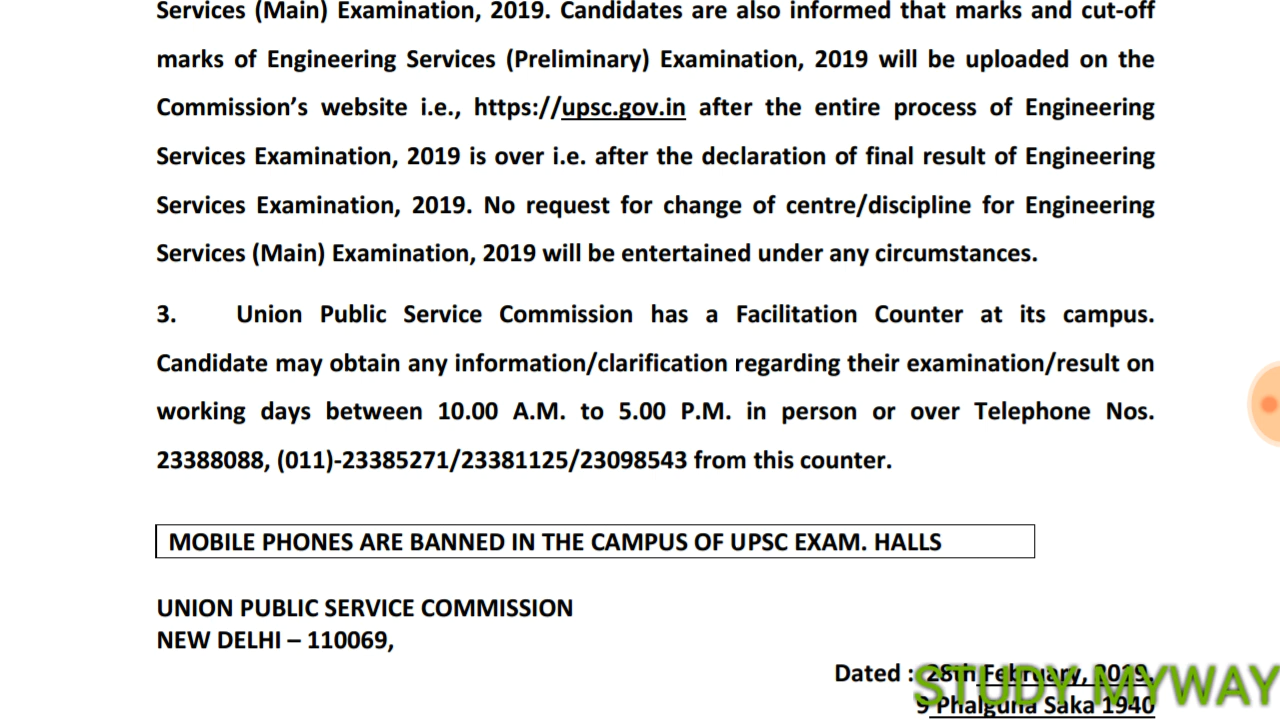 Services (Main) Examination, 2019. Candidates are also informed that marks and cut-off
marks of Engineering Services (Preliminary) Examination, 2019 will be uploaded on the
Commission’s website i.e., https://upsc.gov.in after the entire process of Engineering
Services Examination, 2019 is over i.e. after the declaration of final result of Engineering
Services Examination, 2019. No request for change of centre/discipline for Engineering
Services (Main) Examination, 2019 will be entertained under any circumstances.
3. Union Public Service Commission has a Facilitation Counter at its campus.
Candidate may obtain any information/clarification regarding their examination/result on
working days between 10.00 A.M. to 5.00 P.M. in person or over Telephone Nos.
23388088, (011)-23385271/23381125/23098543 from this counter.
MOBILE PHONES ARE BANNED IN THE CAMPUS OF UPSC EXAM. HALLS
UNION PUBLIC SERVICE COMMISSION
NEW DELHI – 110069,
Dated : 28th February, 2019.
9 Phalguna Saka 1940
STUDY MYWAY